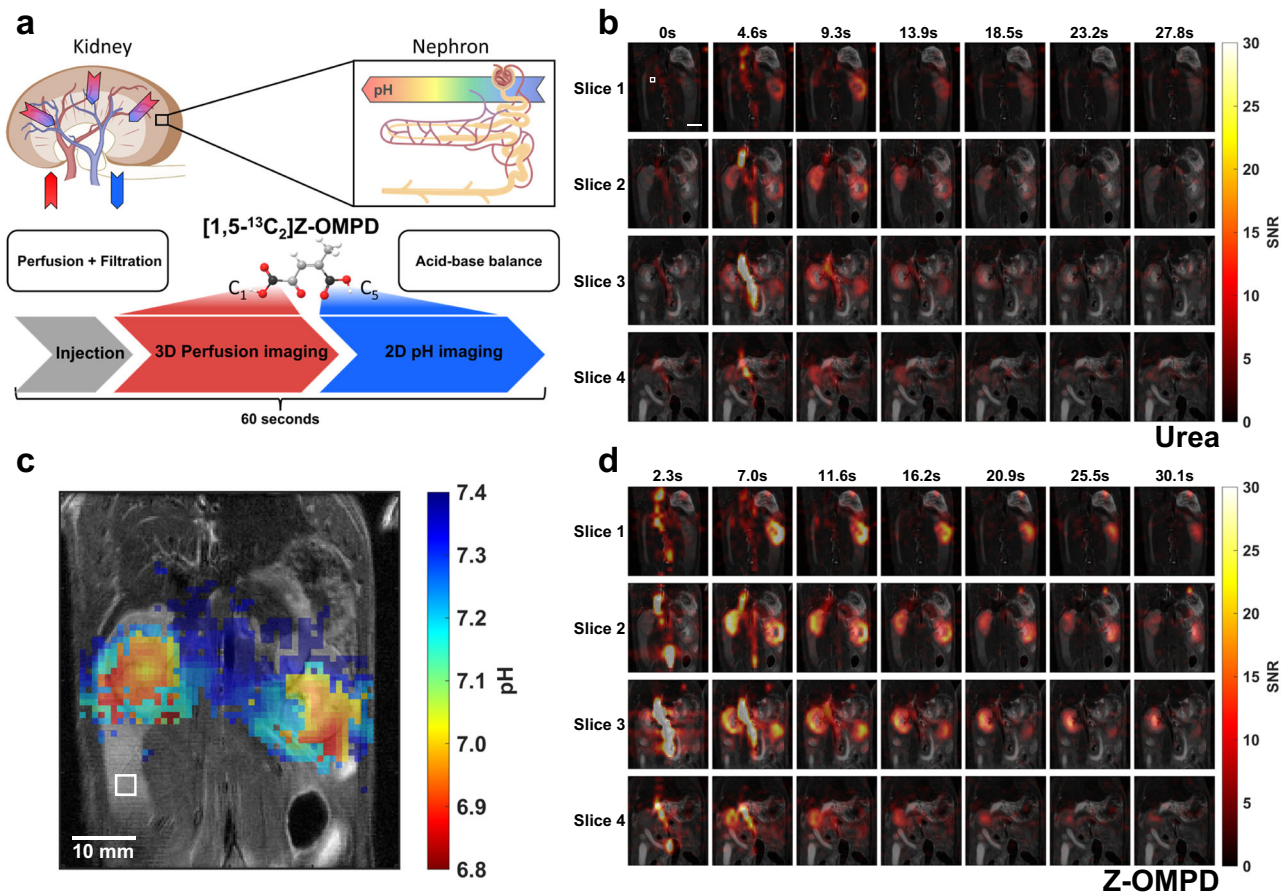 a
Kidney
Nephron
pH
[1,5-¹³C₂]Z-OMPD
Perfusion + Filtration
Acid-base balance
C₁
C₅
Injection
3D Perfusion imaging
2D pH imaging
60 seconds
b
0s 4.6s 9.3s 13.9s 18.5s 23.2s 27.8s
Slice 1
Slice 2
Slice 3
Slice 4
30
25
20
15
10
5
0
SNR
Urea
c
7.4
7.3
7.2
7.1
7.0
6.9
6.8
pH
10 mm
d
2.3s 7.0s 11.6s 16.2s 20.9s 25.5s 30.1s
Slice 1
Slice 2
Slice 3
Slice 4
30
25
20
15
10
5
0
SNR
Z-OMPD